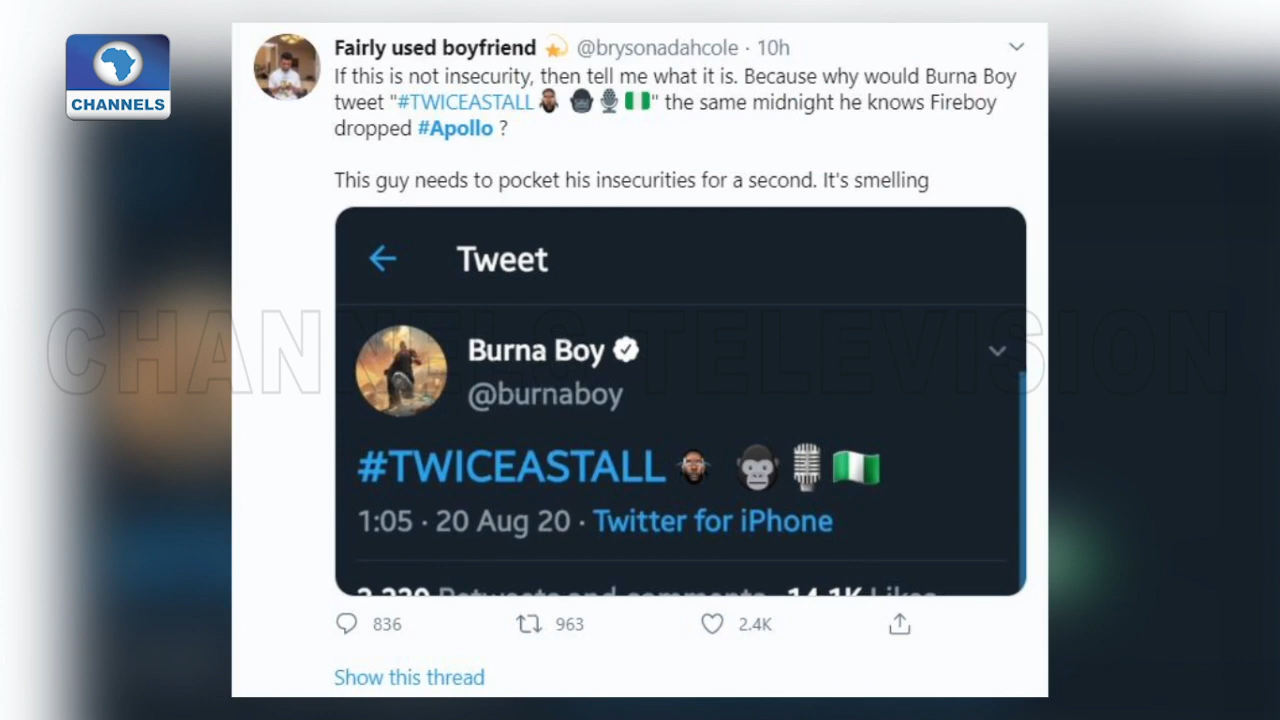 CHANNELS
Fairly used boyfriend 💫 @brysonadahcole · 10h
If this is not insecurity, then tell me what it is. Because why would Burna Boy
tweet "#TWICEASTALL 🦍🎙️🇳🇬" the same midnight he knows Fireboy
dropped #Apollo ?
This guy needs to pocket his insecurities for a second. It's smelling
Tweet
Burna Boy
@burnaboy
#TWICEASTALL 🦍🎙️🇳🇬
1:05 · 20 Aug 20 · Twitter for iPhone
2,220 Retweets and comments 14.1K Likes
836 963 2.4K
Show this thread
CHANNELS TELEVISION